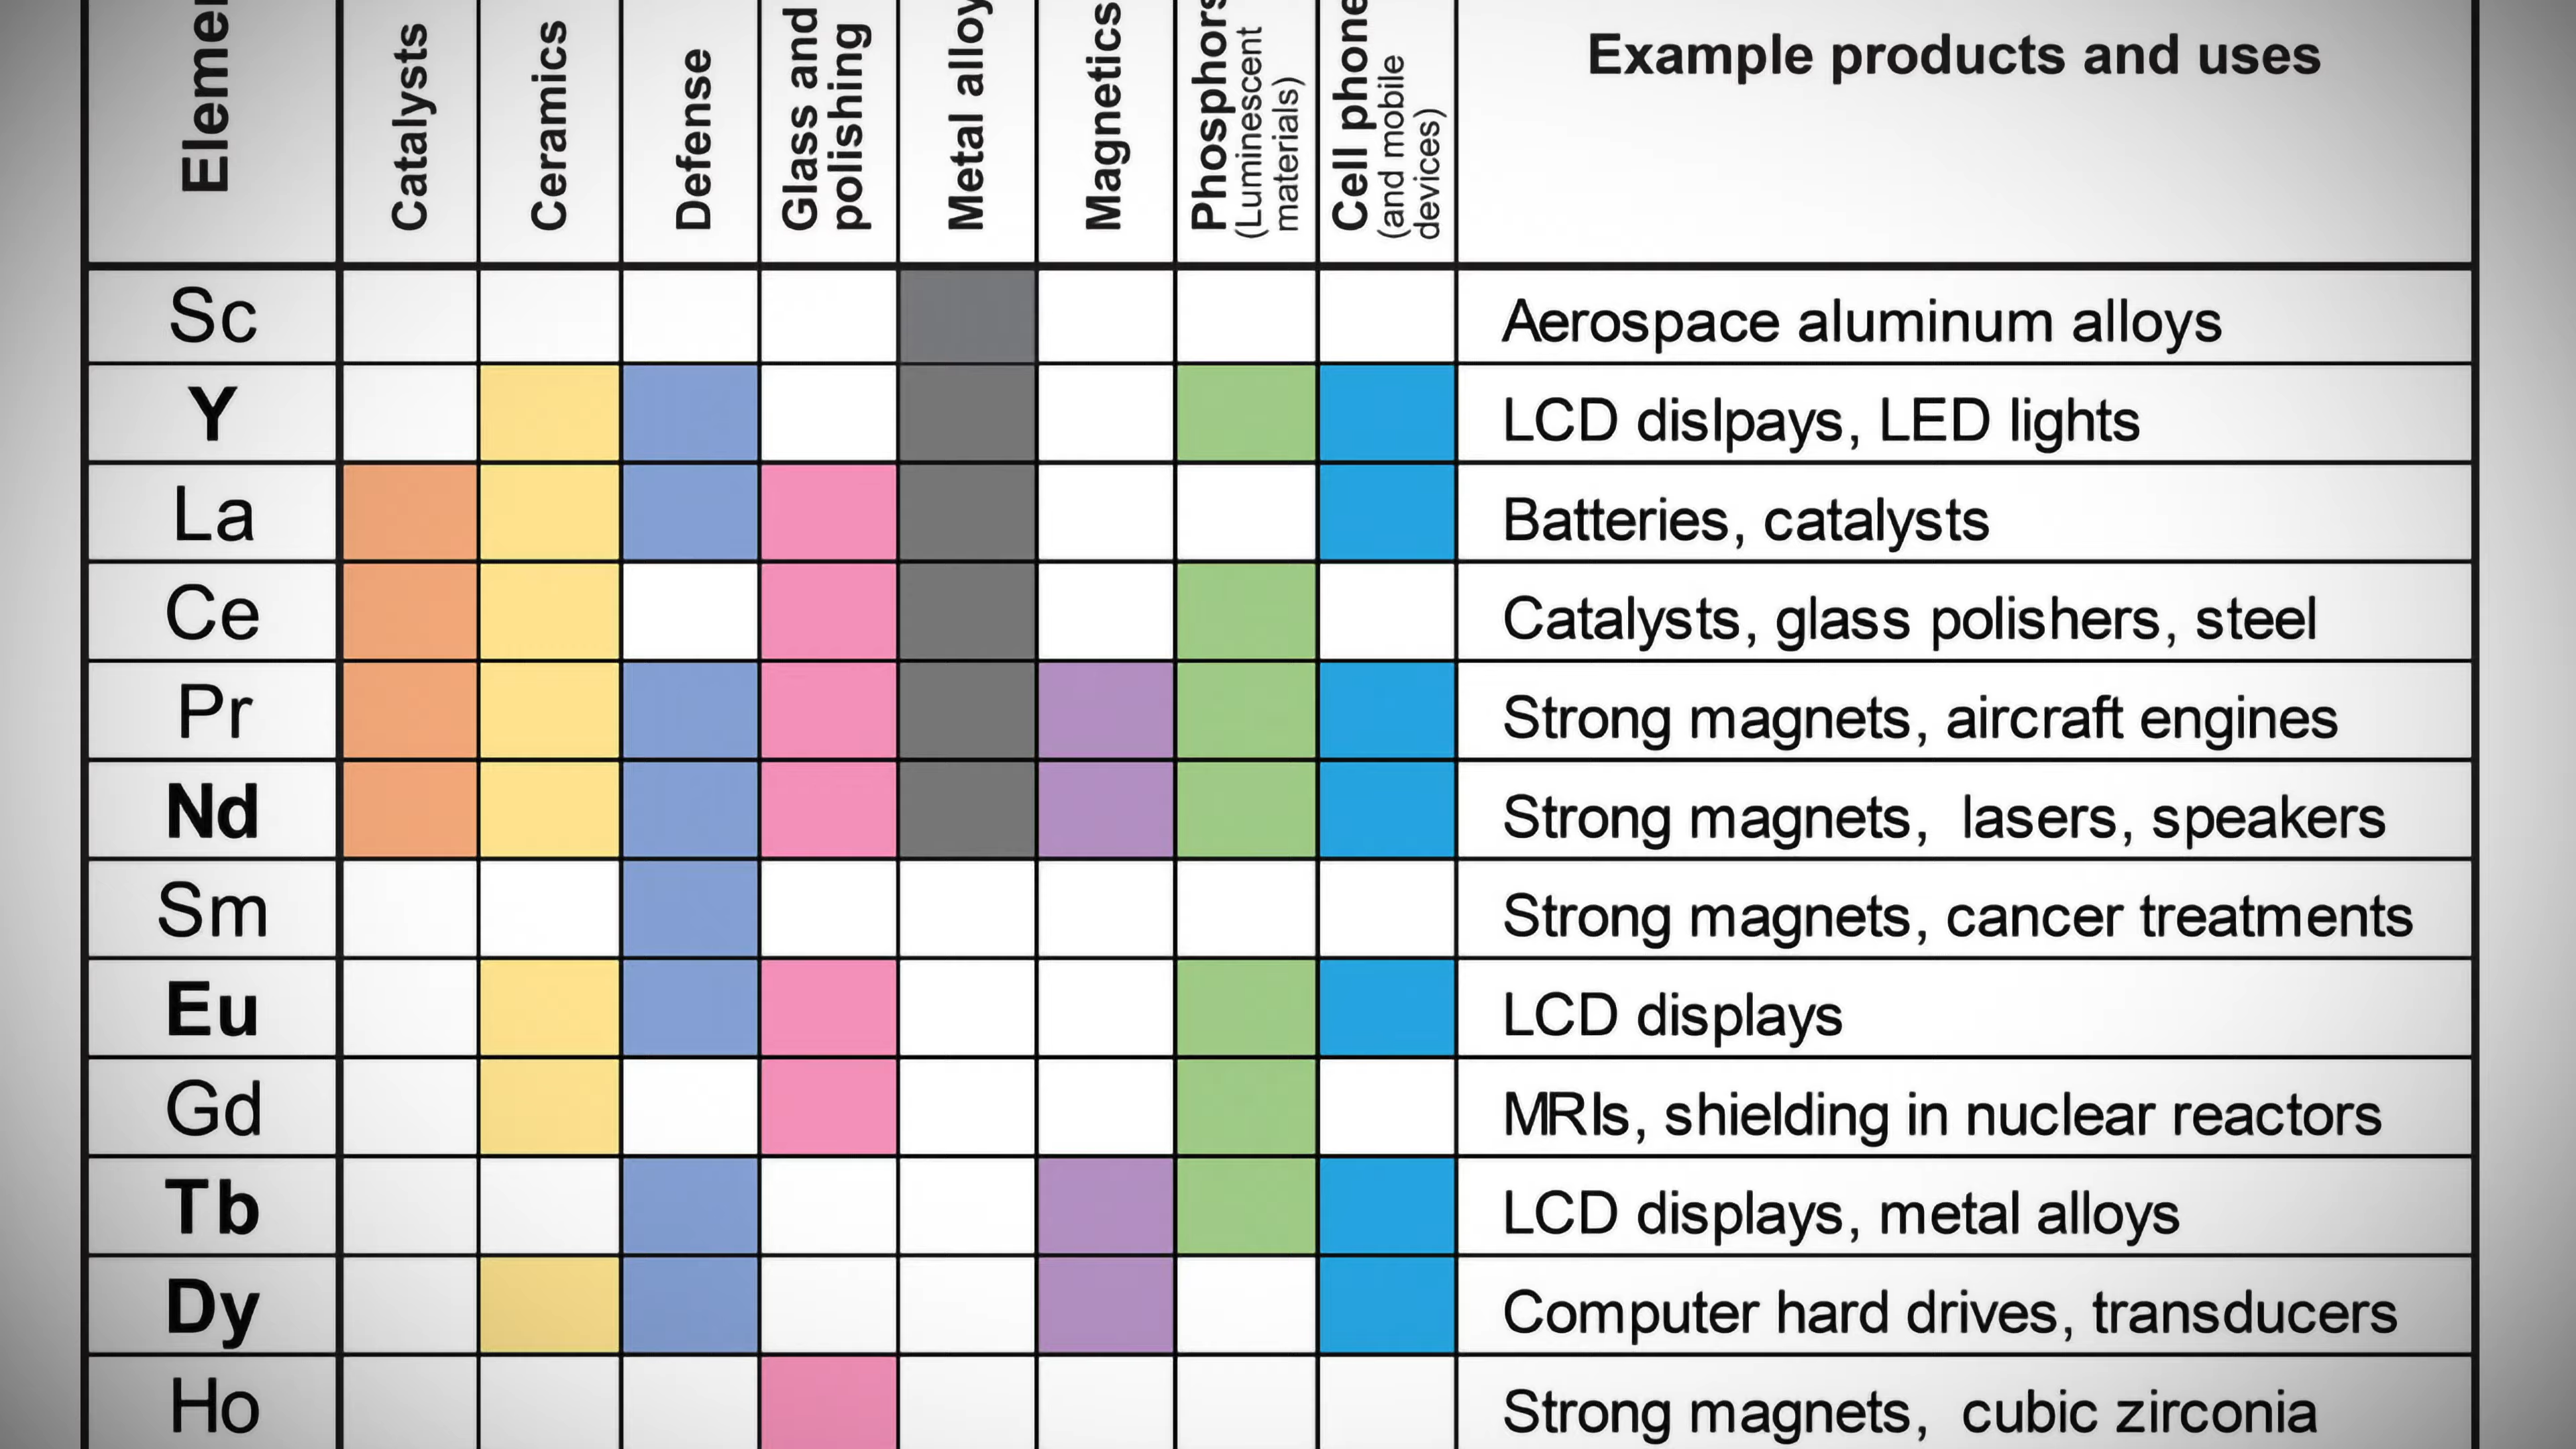 Catalysts
Ceramics
Defense
Glass and
polishing
Metal alloy
Magnetics
Phosphors
(Luminescent
materials)
Cell phone
(and mobile
devices)
Example products and uses
Sc Aerospace aluminum alloys
Y LCD dislpays, LED lights
La Batteries, catalysts
Ce Catalysts, glass polishers, steel
Pr Strong magnets, aircraft engines
Nd Strong magnets, lasers, speakers
Sm Strong magnets, cancer treatments
Eu LCD displays
Gd MRIs, shielding in nuclear reactors
Tb LCD displays, metal alloys
Dy Computer hard drives, transducers
Ho Strong magnets, cubic zirconia